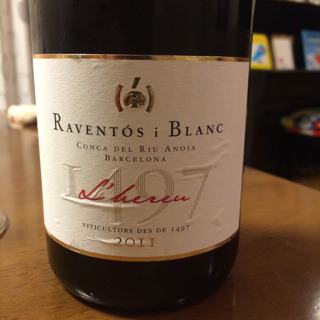 RAVENTÓS i BLANC
CONCA DEL RIU ANOIA
BARCELONA
1497
L'hereu
VITICULTORS DES DE 1497
2011